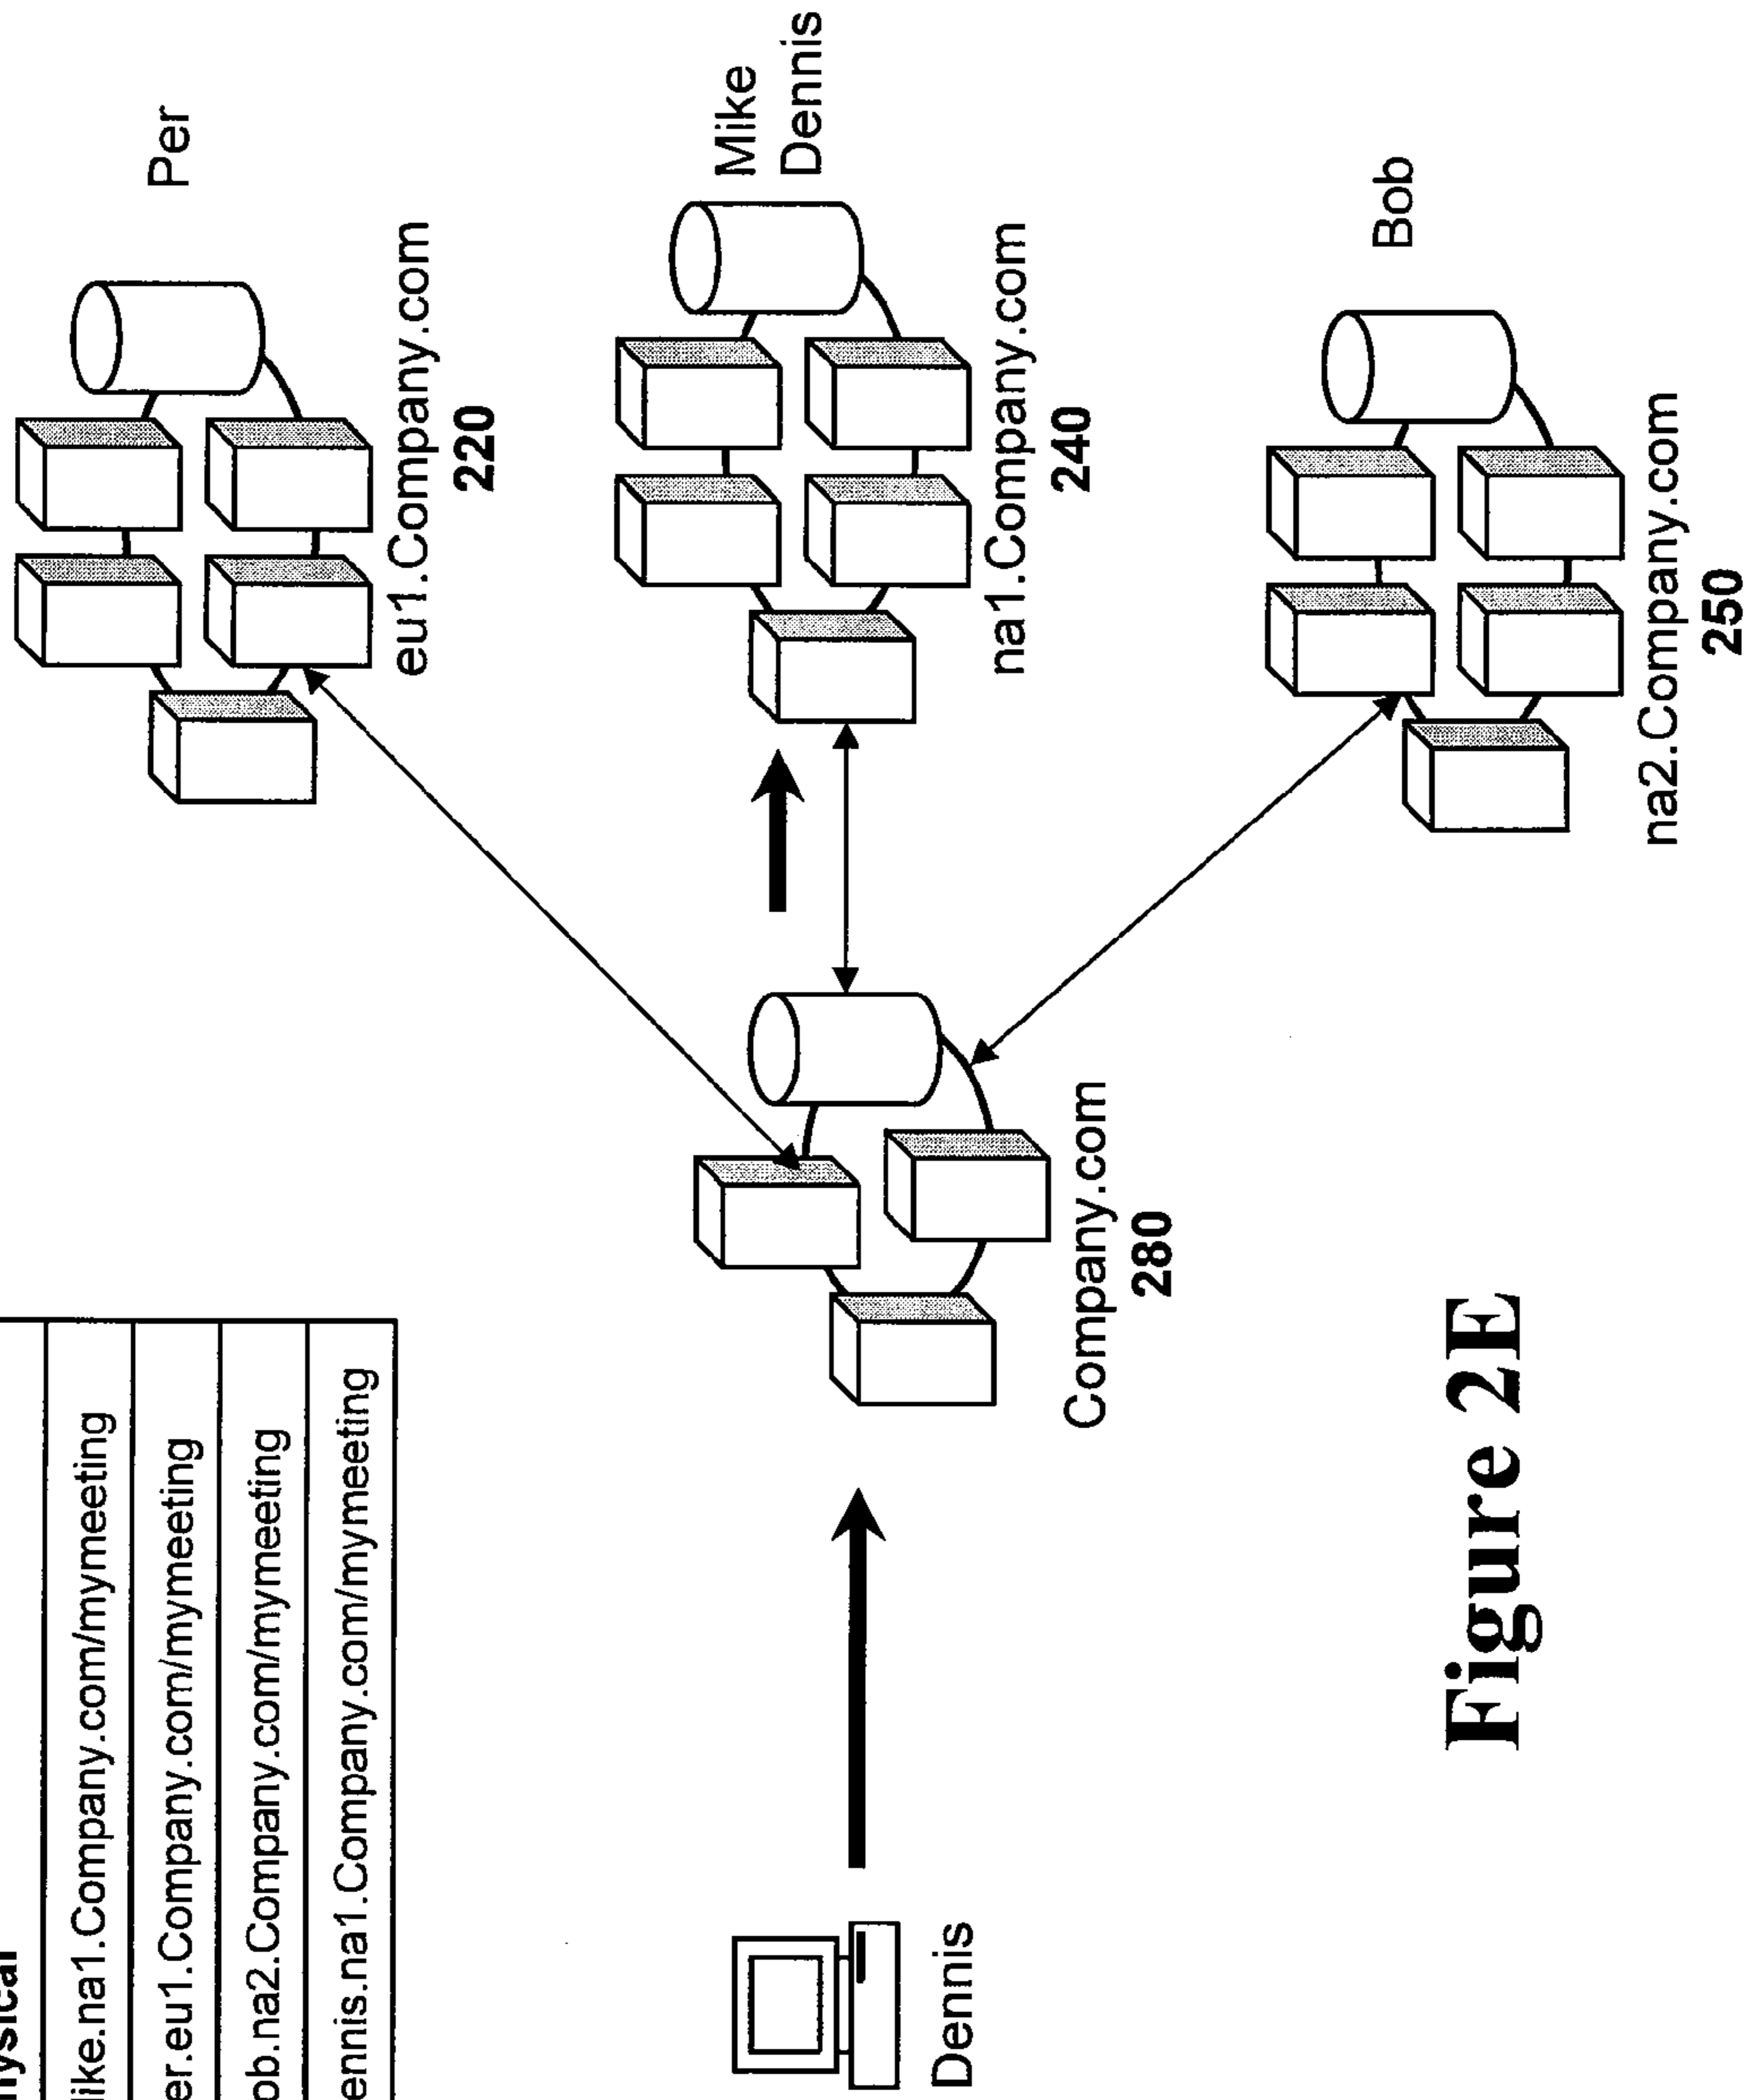 hysical
like.na1.Company.com/mymeeting
er.eu1.Company.com/mymeeting
ob.na2.Company.com/mymeeting
ennis.na1.Company.com/mymeeting
Per
eu1.Company.com
220
Mike
Dennis
na1.Company.com
240
Dennis
Company.com
280
Bob
na2.Company.com
250
Figure 2E